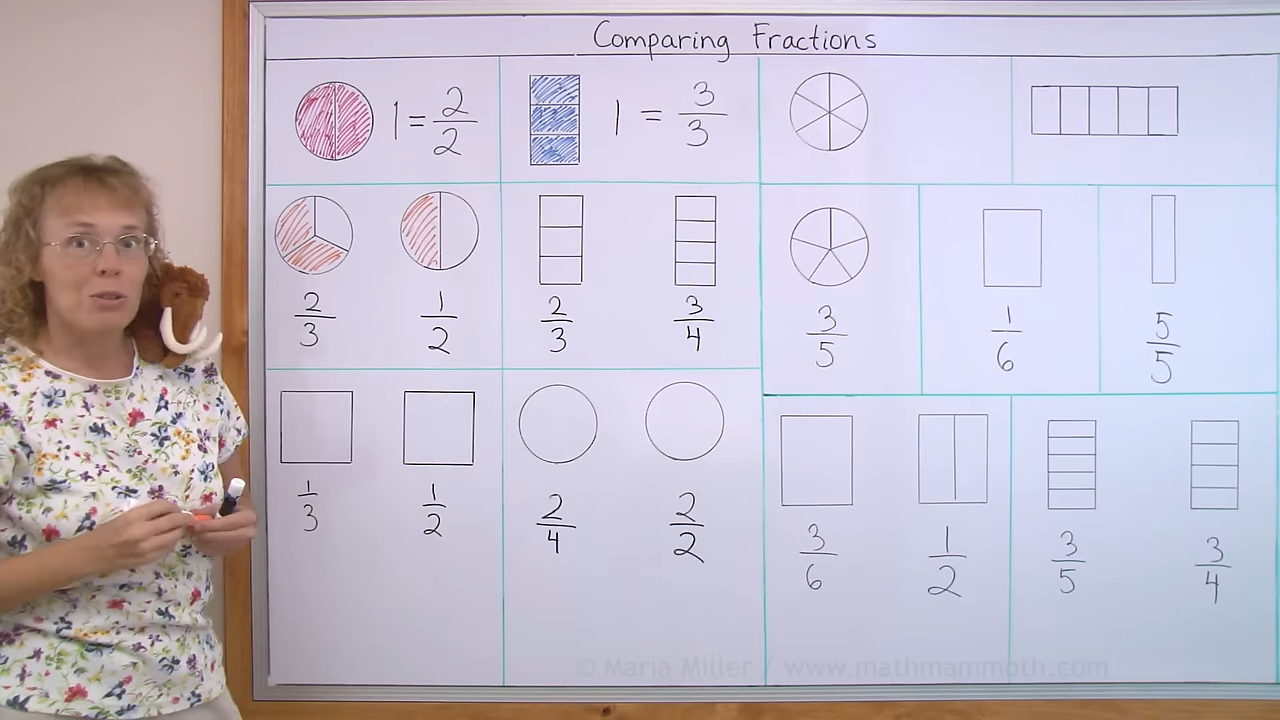 Comparing Fractions
1 = 2/2
1 = 3/3
2/3 1/2
2/3 3/4
3/5
1/6
5/5
1/3 1/2
2/4 2/2
3/6 1/2
3/5 3/4
© Maria Miller / www.mathmammoth.com